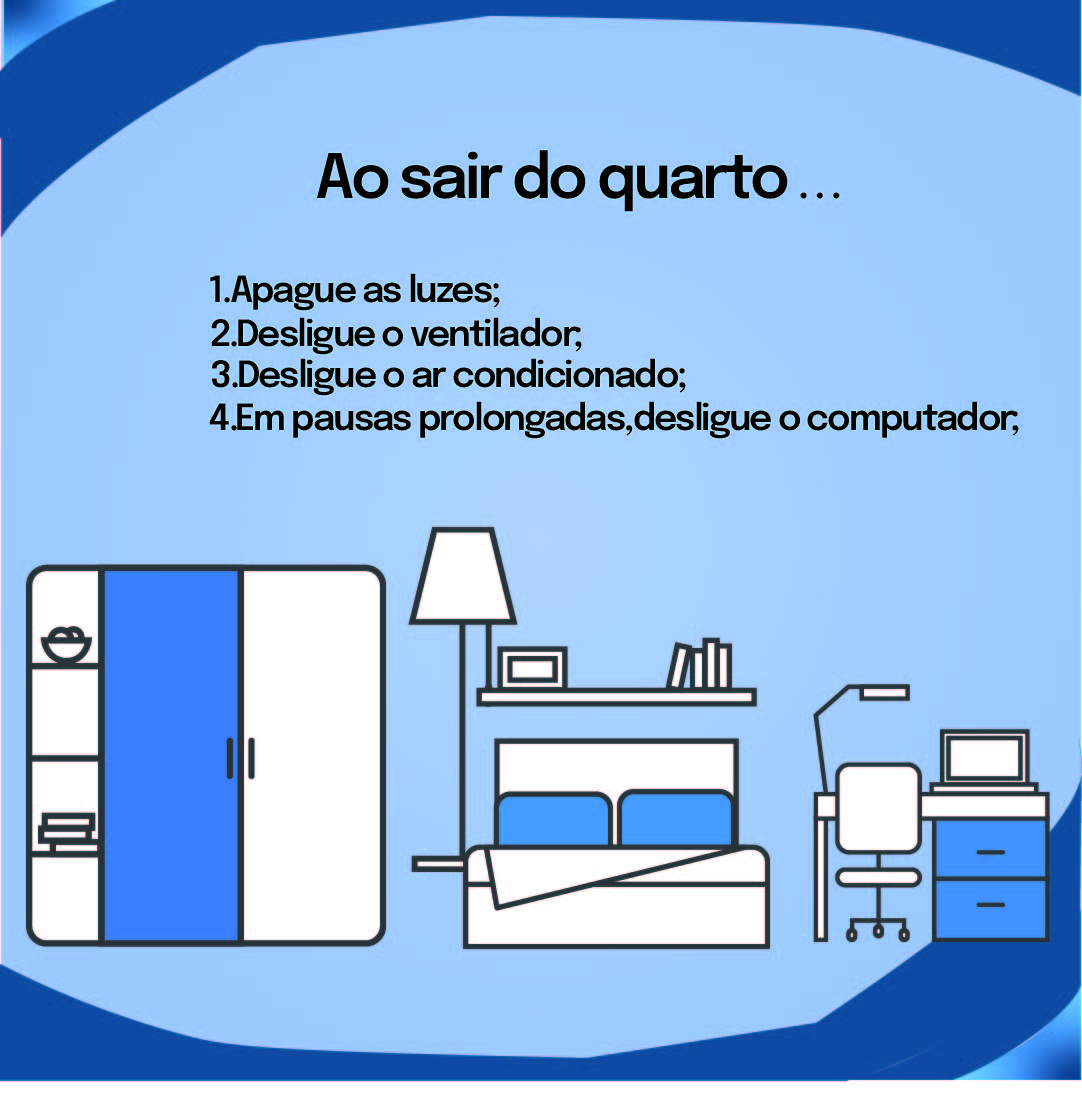 Ao sair do quarto ...
1.Apague as luzes;
2.Desligue o ventilador;
3.Desligue o ar condicionado;
4.Em pausas prolongadas,desligue o computador;